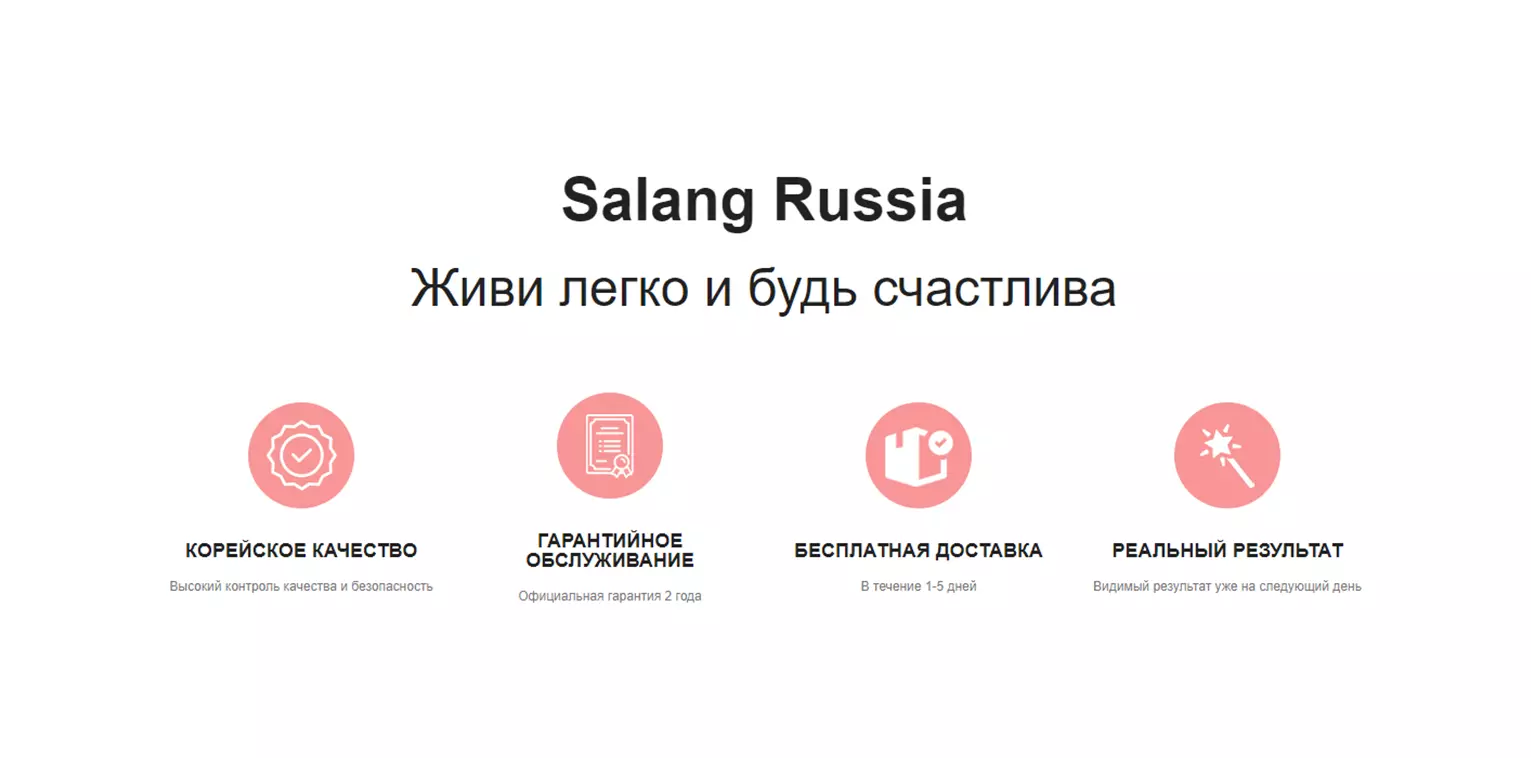 Salang Russia
Живи легко и будь счастлива
КОРЕЙСКОЕ КАЧЕСТВО
Высокий контроль качества и безопасность
ГАРАНТИЙНОЕ
ОБСЛУЖИВАНИЕ
Официальная гарантия 2 года
БЕСПЛАТНАЯ ДОСТАВКА
В течение 1-5 дней
РЕАЛЬНЫЙ РЕЗУЛЬТАТ
Видимый результат уже на следующий день